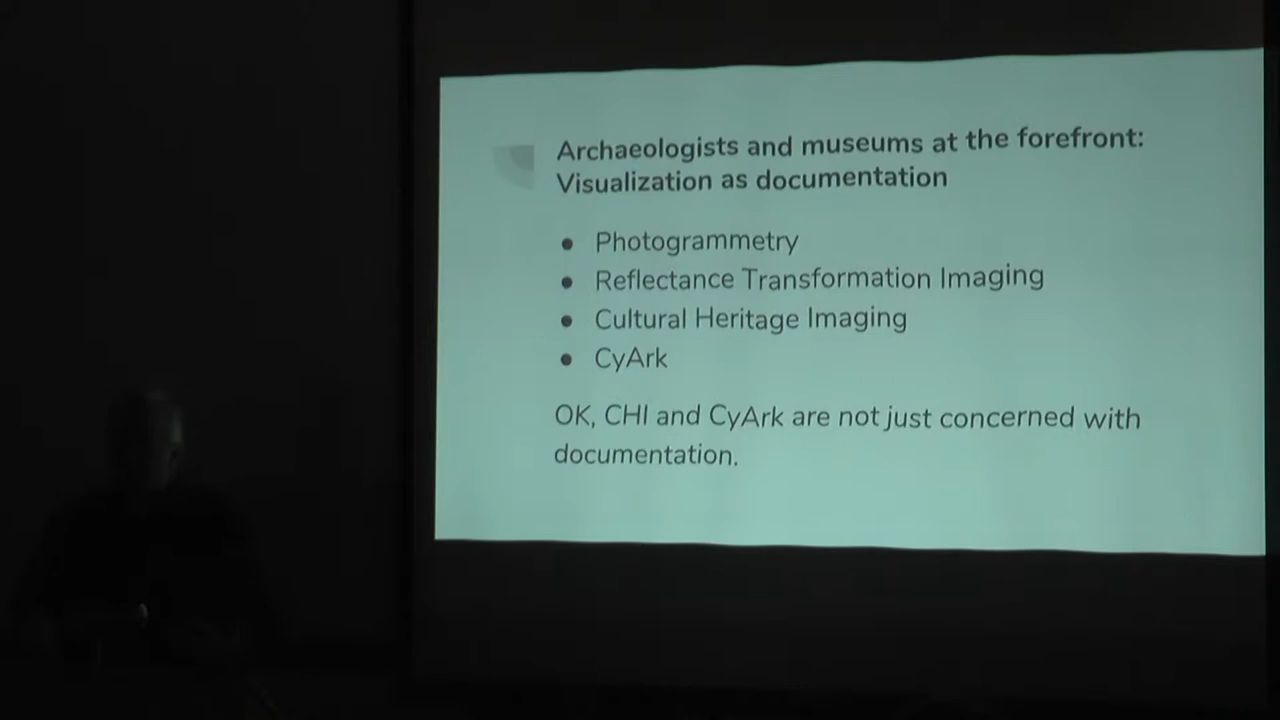 Archaeologists and museums at the forefront:
Visualization as documentation
● Photogrammetry
● Reflectance Transformation Imaging
● Cultural Heritage Imaging
● CyArk
OK, CHI and CyArk are not just concerned with
documentation.